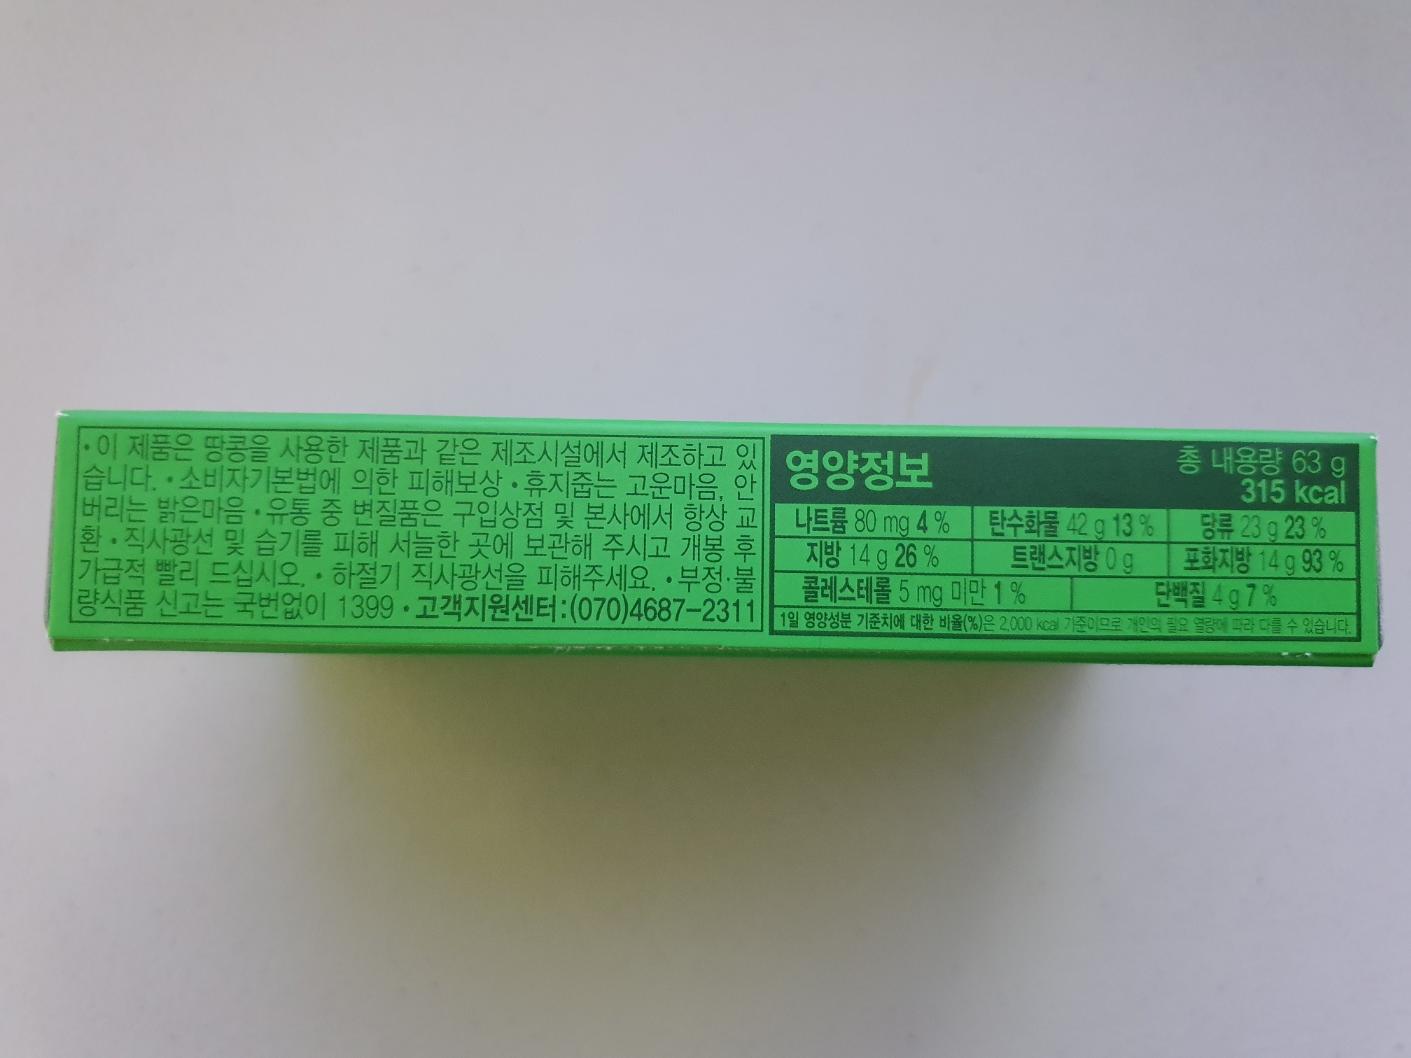 ·이 제품은 땅콩을 사용한 제품과 같은 제조시설에서 제조하고 있
습니다. ·소비자기본법에 의한 피해보상 ·휴지줍는 고운마음, 안
버리는 밝은마음 ·유통 중 변질품은 구입상점 및 본사에서 항상 교
환 ·직사광선 및 습기를 피해 서늘한 곳에 보관해 주시고 개봉 후
가급적 빨리 드십시오. ·하절기 직사광선을 피해주세요. ·부정·불
량식품 신고는 국번없이 1399 ·고객지원센터:(070)4687-2311
영양정보
총 내용량 63 g
315 kcal
나트륨 80 mg 4 % 탄수화물 42 g 13 % 당류 23 g 23 %
지방 14 g 26 % 트랜스지방 0 g 포화지방 14 g 93 %
콜레스테롤 5 mg 미만 1 % 단백질 4 g 7 %
1일 영양성분 기준치에 대한 비율(%)은 2,000 kcal 기준이므로 개인의 필요 열량에 따라 다를 수 있습니다.